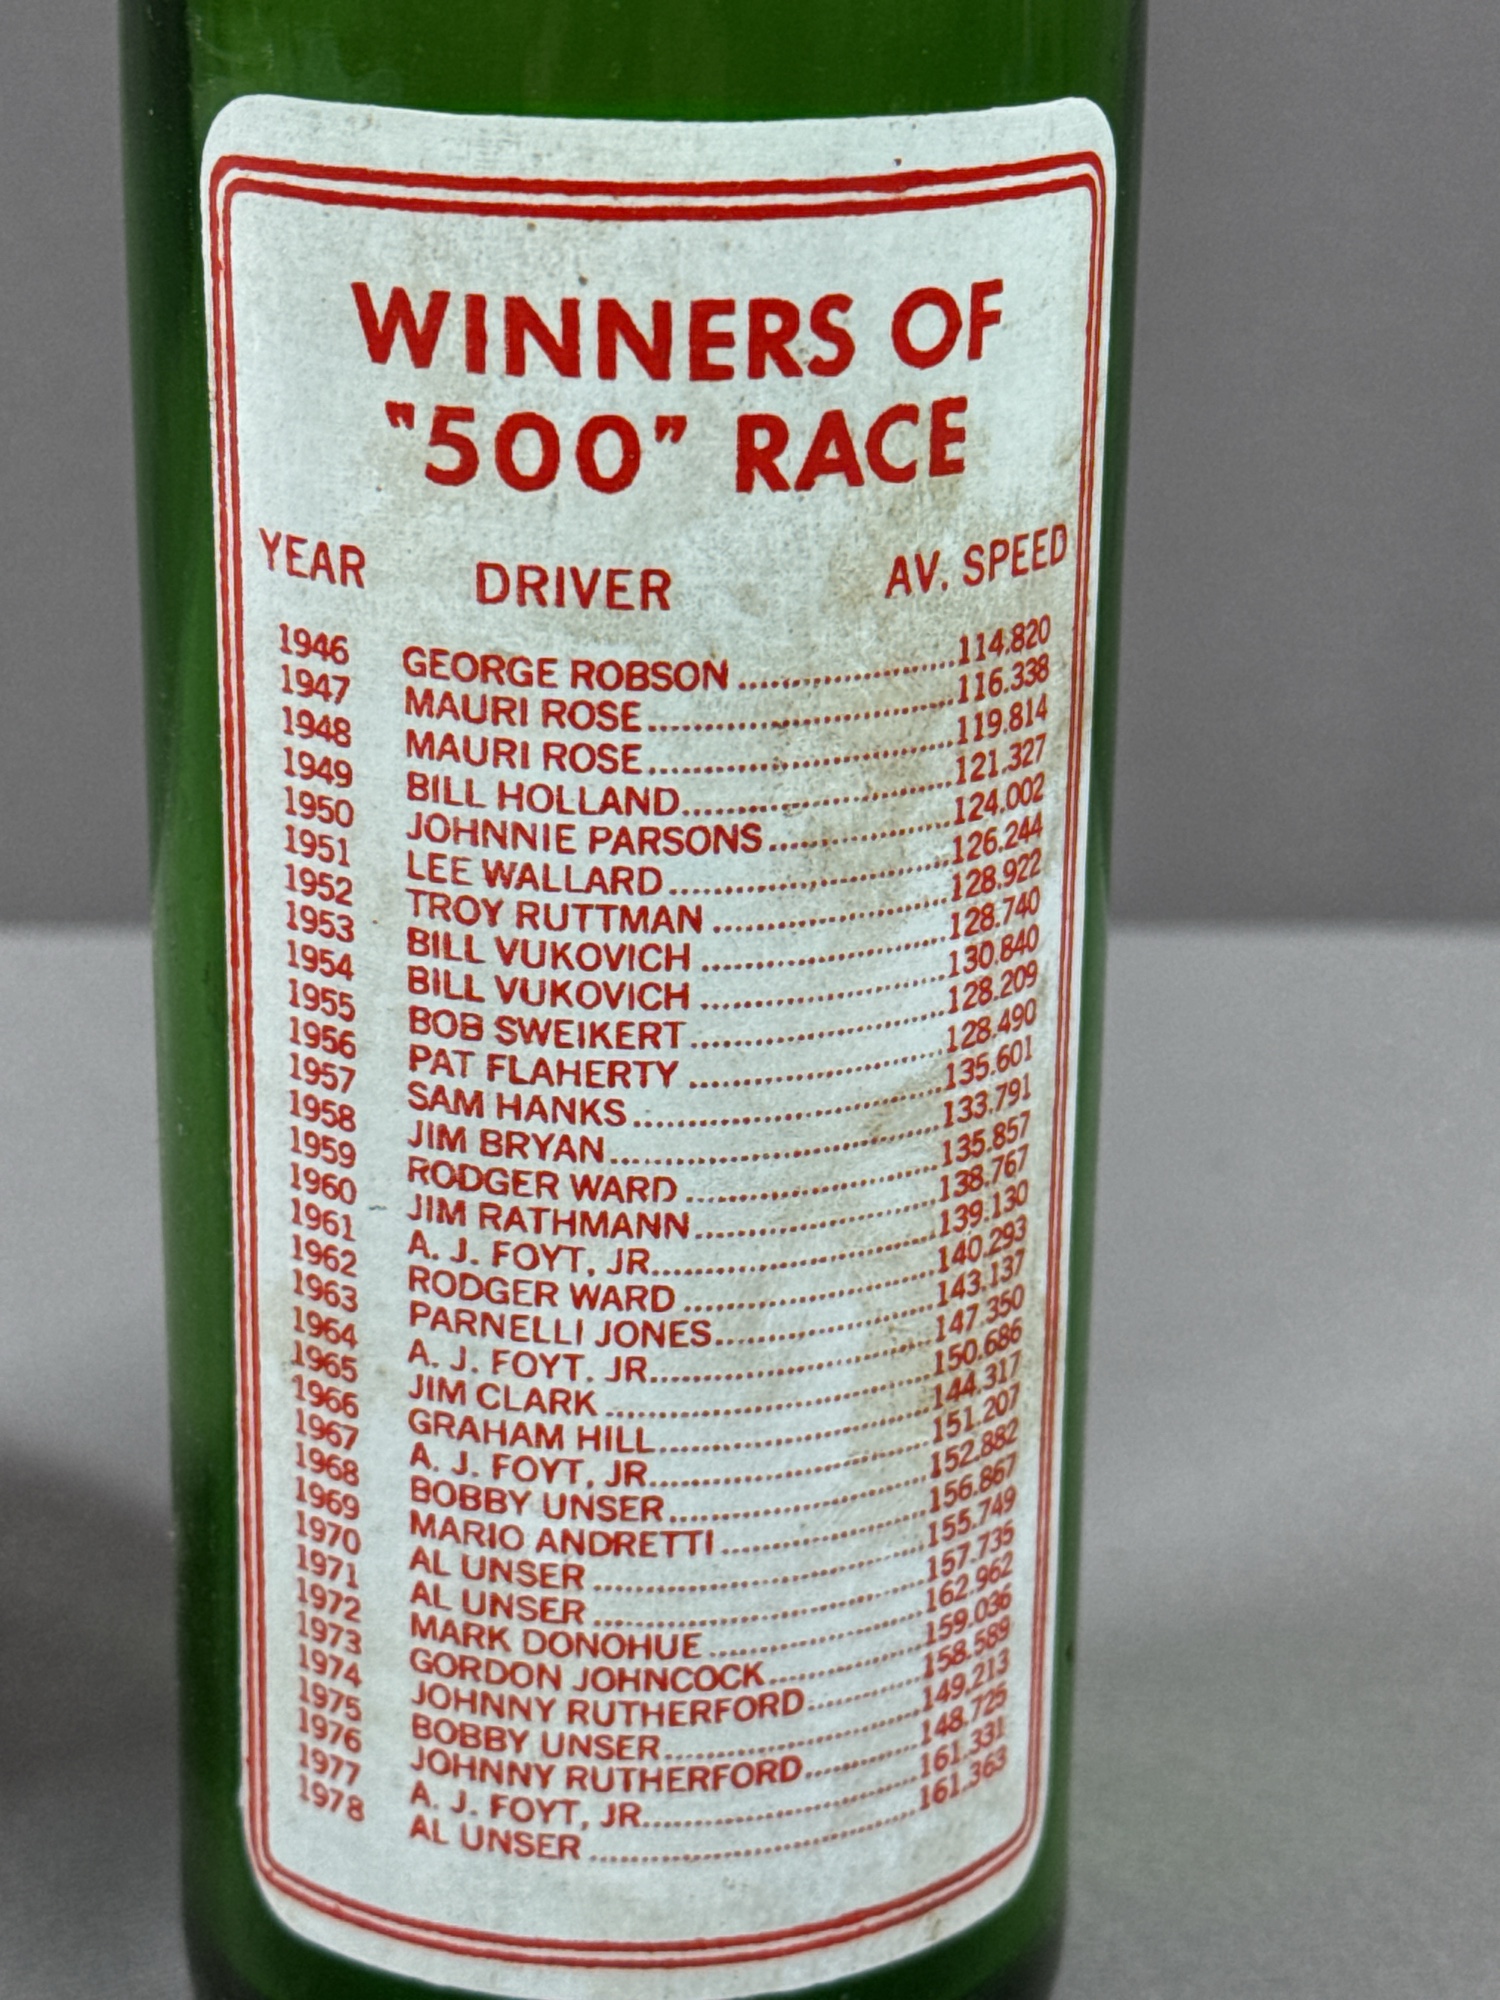 WINNERS OF
"500" RACE
YEAR DRIVER AV. SPEED
1946 GEORGE ROBSON ........................ 114.820
1947 MAURI ROSE ........................ 116.338
1948 MAURI ROSE ........................ 119.814
1949 BILL HOLLAND ........................ 121.327
1950 JOHNNIE PARSONS ........................ 124.002
1951 LEE WALLARD ........................ 126.244
1952 TROY RUTTMAN ........................ 128.922
1953 BILL VUKOVICH ........................ 128.740
1954 BILL VUKOVICH ........................ 130.840
1955 BOB SWEIKERT ........................ 128.209
1956 PAT FLAHERTY ........................ 128.490
1957 SAM HANKS ........................ 135.601
1958 JIM BRYAN ........................ 133.791
1959 RODGER WARD ........................ 135.857
1960 JIM RATHMANN ........................ 138.767
1961 A. J. FOYT, JR. ........................ 139.130
1962 RODGER WARD ........................ 140.293
1963 PARNELLI JONES ........................ 143.137
1964 A. J. FOYT. JR. ........................ 147.350
1965 JIM CLARK ........................ 150.686
1966 GRAHAM HILL ........................ 144.317
1967 A. J. FOYT, JR. ........................ 151.207
1968 BOBBY UNSER ........................ 152.882
1969 MARIO ANDRETTI ........................ 156.867
1970 AL UNSER ........................ 155.749
1971 AL UNSER ........................ 157.735
1972 MARK DONOHUE ........................ 162.962
1973 GORDON JOHNCOCK ........................ 159.036
1974 JOHNNY RUTHERFORD ........................ 158.589
1975 BOBBY UNSER ........................ 149.213
1976 JOHNNY RUTHERFORD ........................ 148.725
1977 A. J. FOYT, JR. ........................ 161.331
1978 AL UNSER ........................ 161.363